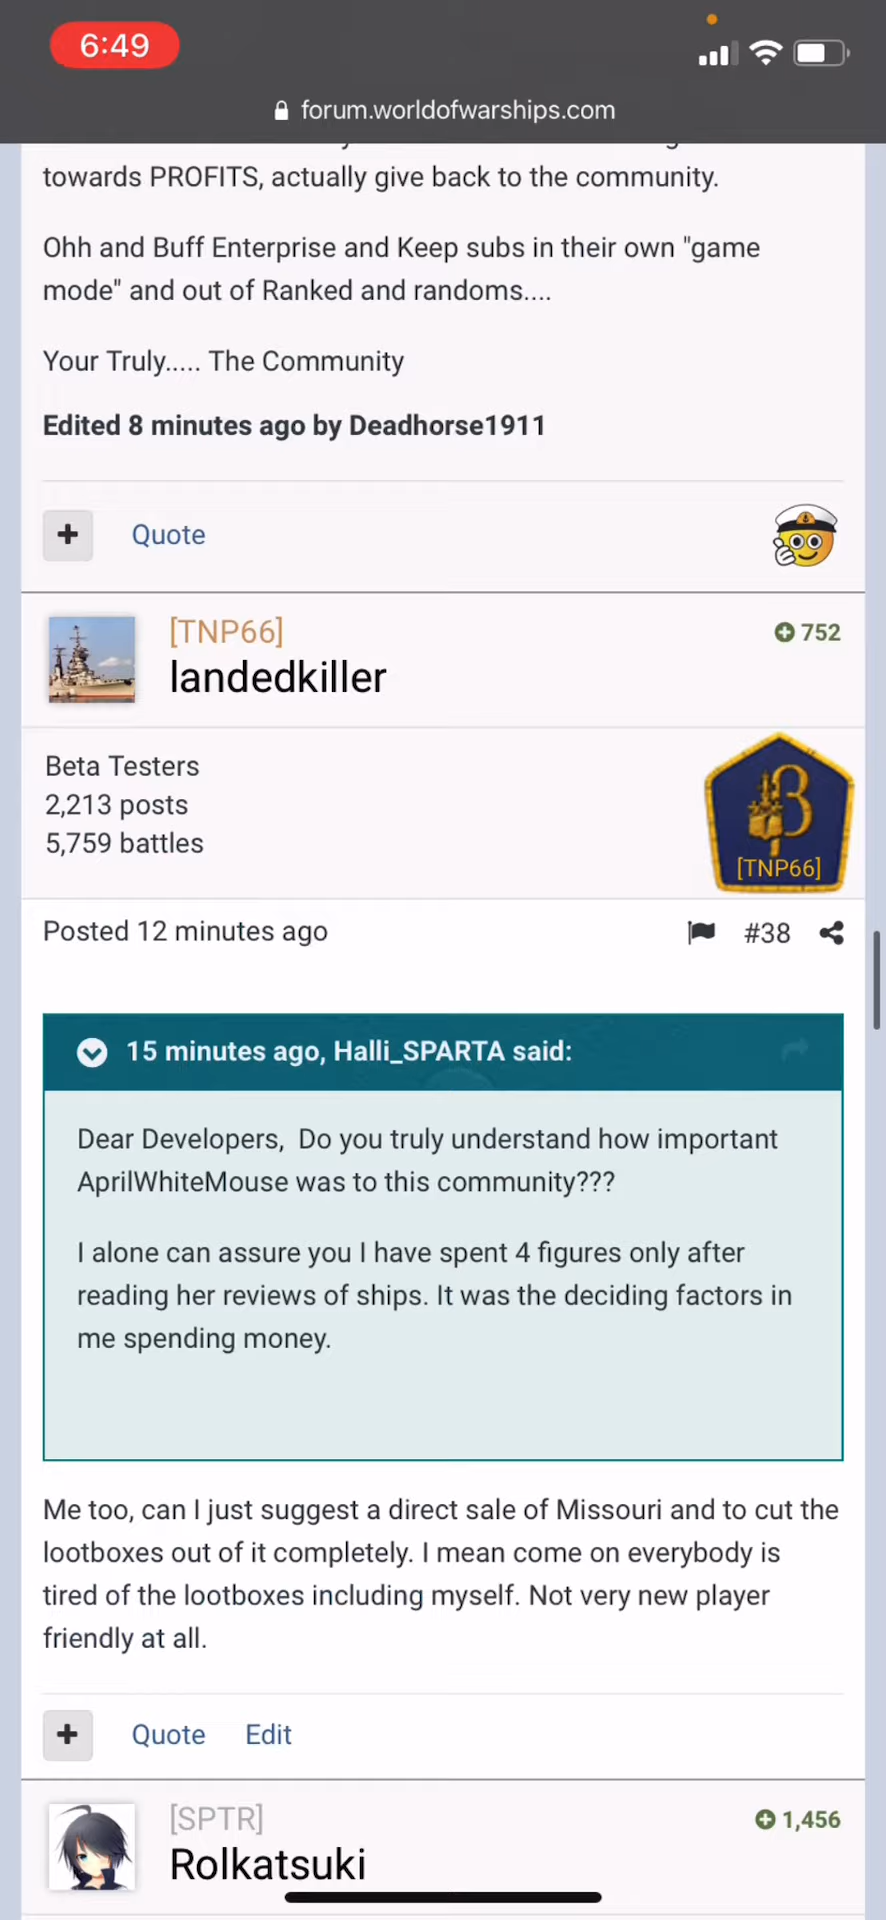 6:49
forum.worldofwarships.com
towards PROFITS, actually give back to the community.
Ohh and Buff Enterprise and Keep subs in their own "game
mode" and out of Ranked and randoms....
Your Truly..... The Community
Edited 8 minutes ago by Deadhorse1911
+ Quote
[TNP66]
752
landedkiller
Beta Testers
2,213 posts
5,759 battles
[TNP66]
Posted 12 minutes ago
#38
15 minutes ago, Halli_SPARTA said:
Dear Developers,  Do you truly understand how important
AprilWhiteMouse was to this community???
I alone can assure you I have spent 4 figures only after
reading her reviews of ships. It was the deciding factors in
me spending money.
Me too, can I just suggest a direct sale of Missouri and to cut the
lootboxes out of it completely. I mean come on everybody is
tired of the lootboxes including myself. Not very new player
friendly at all.
+ Quote Edit
[SPTR]
1,456
Rolkatsuki